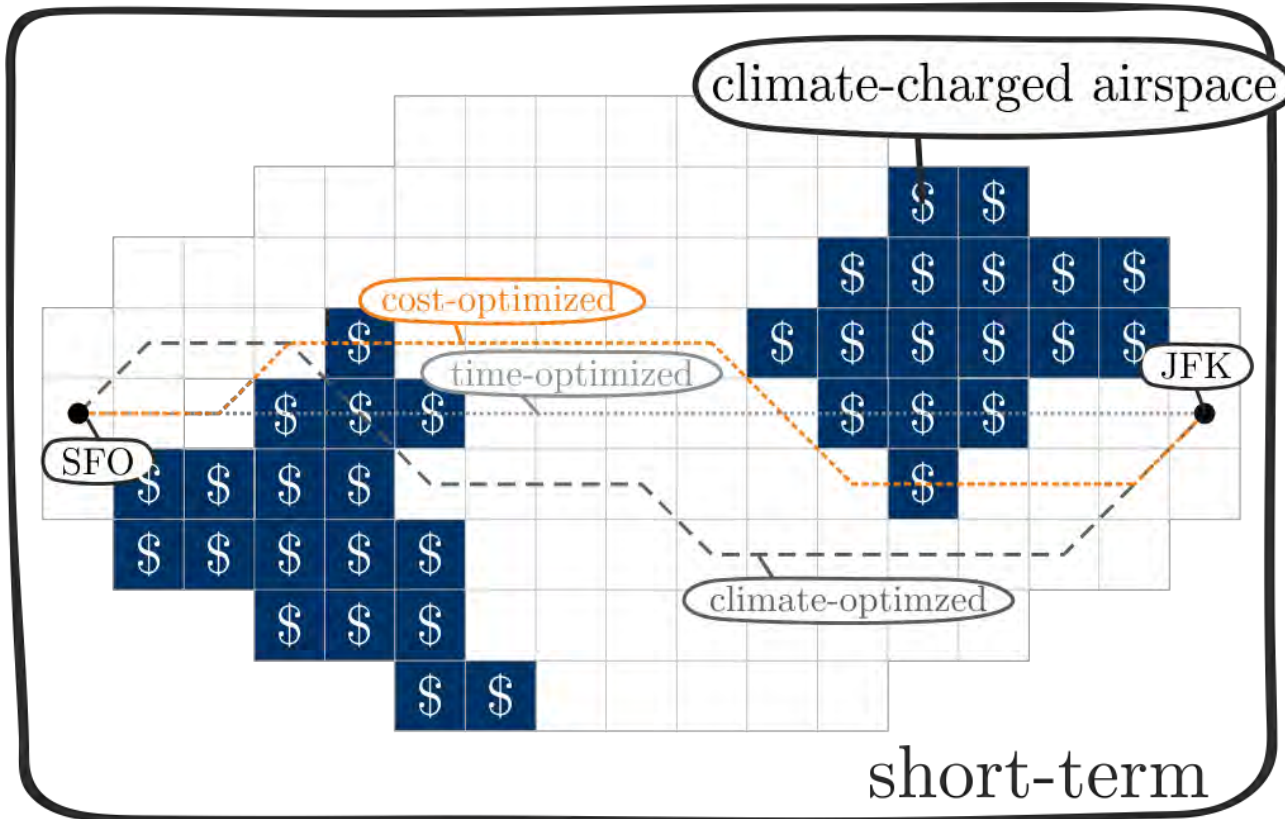 climate-charged airspace
$ $
$ $ $ $ $
cost-optimized
$ $ $ $ $ $ $
time-optimized
JFK
$ $ $ $ $ $
SFO
$ $ $ $ $
$ $ $ $ $
climate-optimzed
$ $ $
$ $
short-term